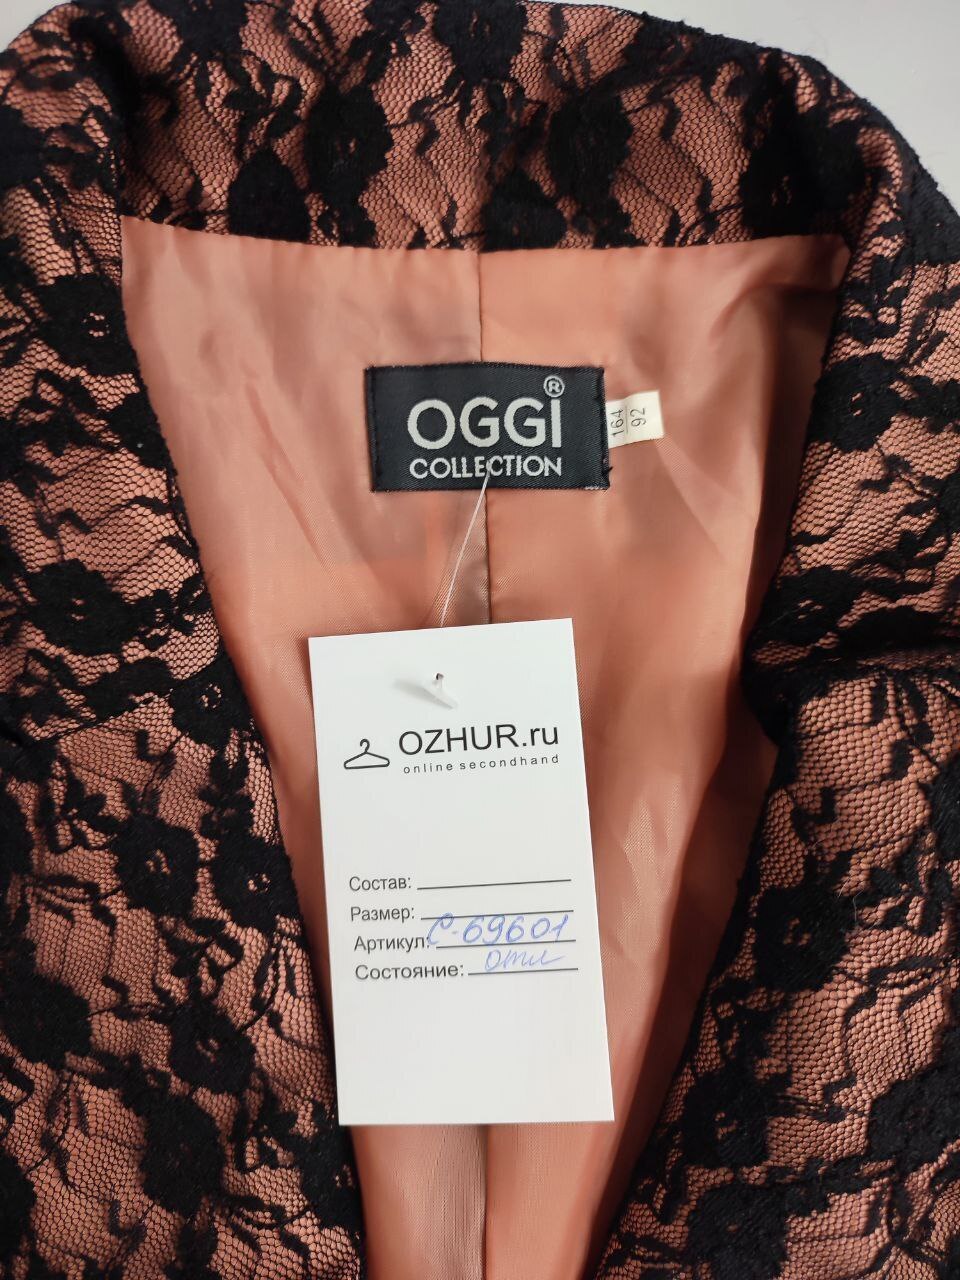 OGGi®
COLLECTION
164
92
OZHUR.ru
online secondhand
Состав:
Размер:
Артикул: С-69601
Состояние: отл